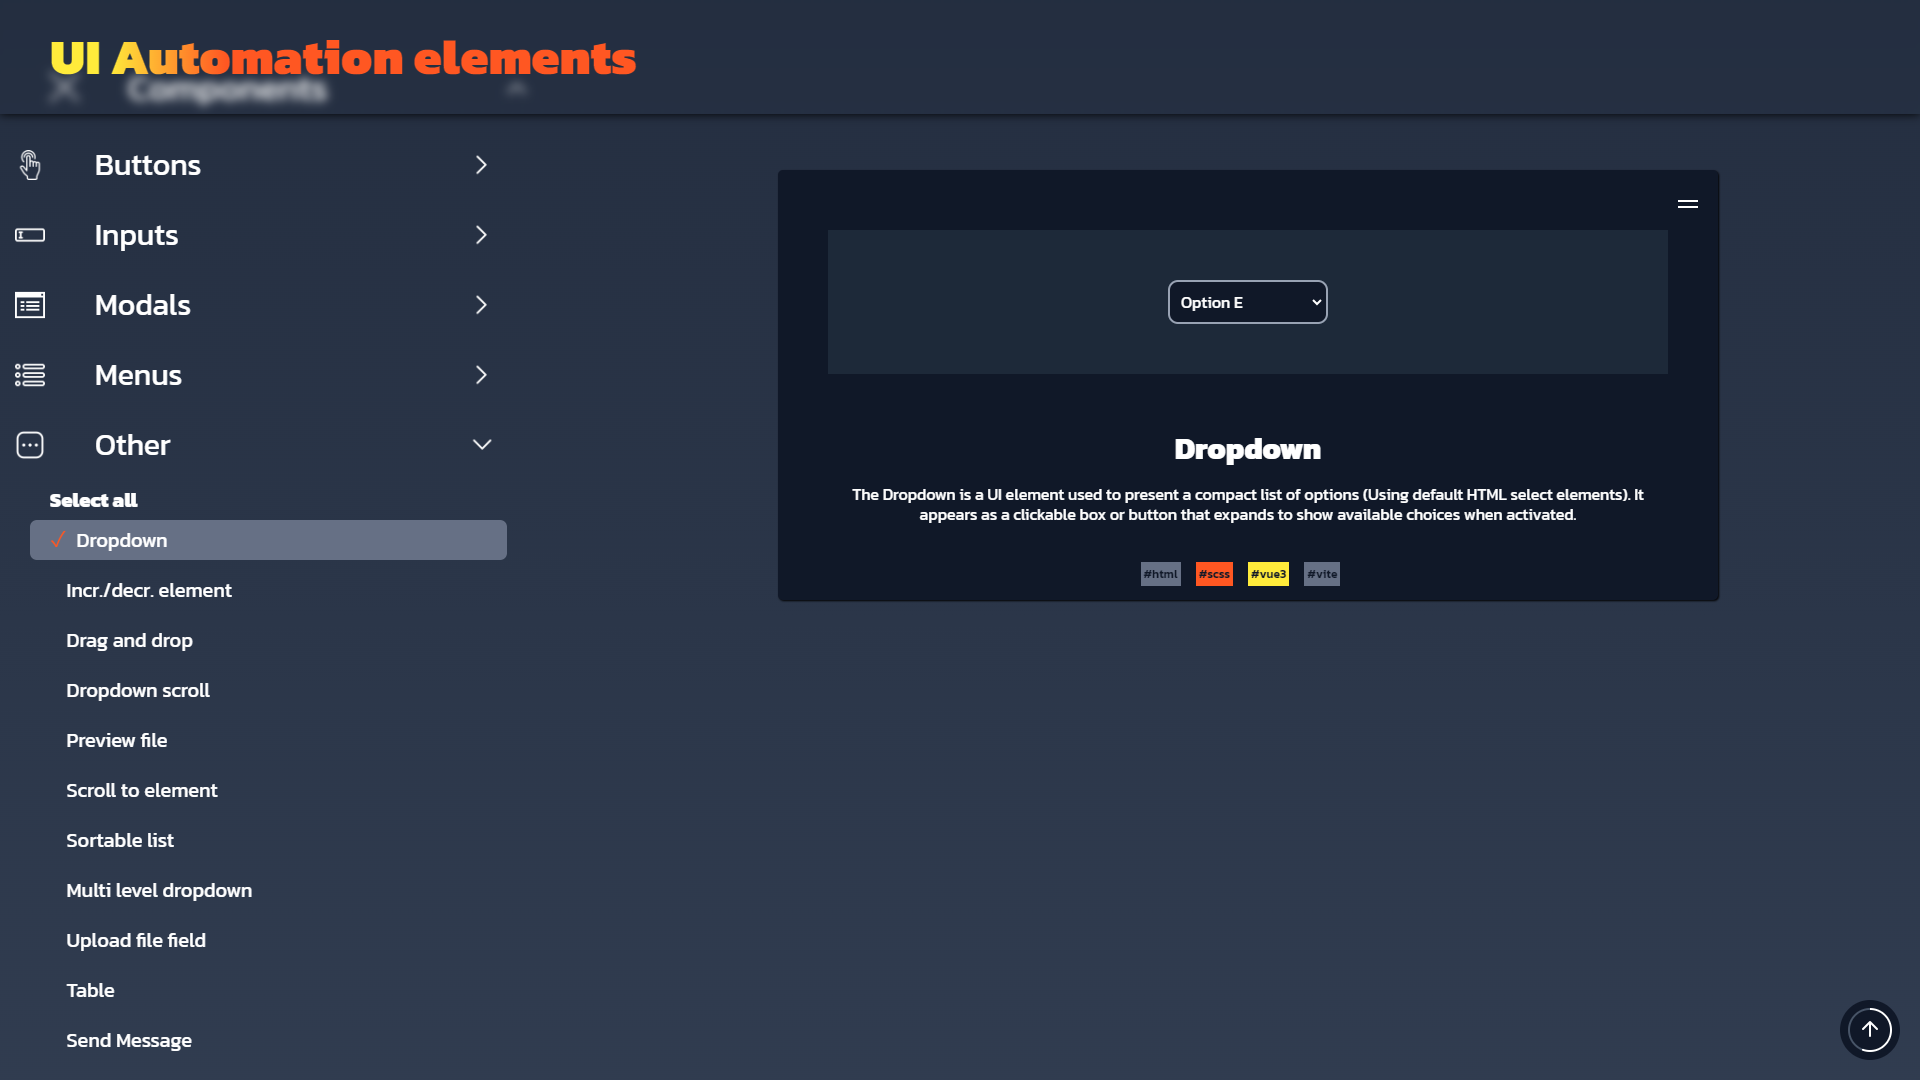 UI Automation elements
Components
Buttons
Inputs
Modals
Menus
Other
Select all
✓ Dropdown
Incr./decr. element
Drag and drop
Dropdown scroll
Preview file
Scroll to element
Sortable list
Multi level dropdown
Upload file field
Table
Send Message
Option E
Dropdown
The Dropdown is a UI element used to present a compact list of options (Using default HTML select elements). It
appears as a clickable box or button that expands to show available choices when activated.
#html #scss #vue3 #vite